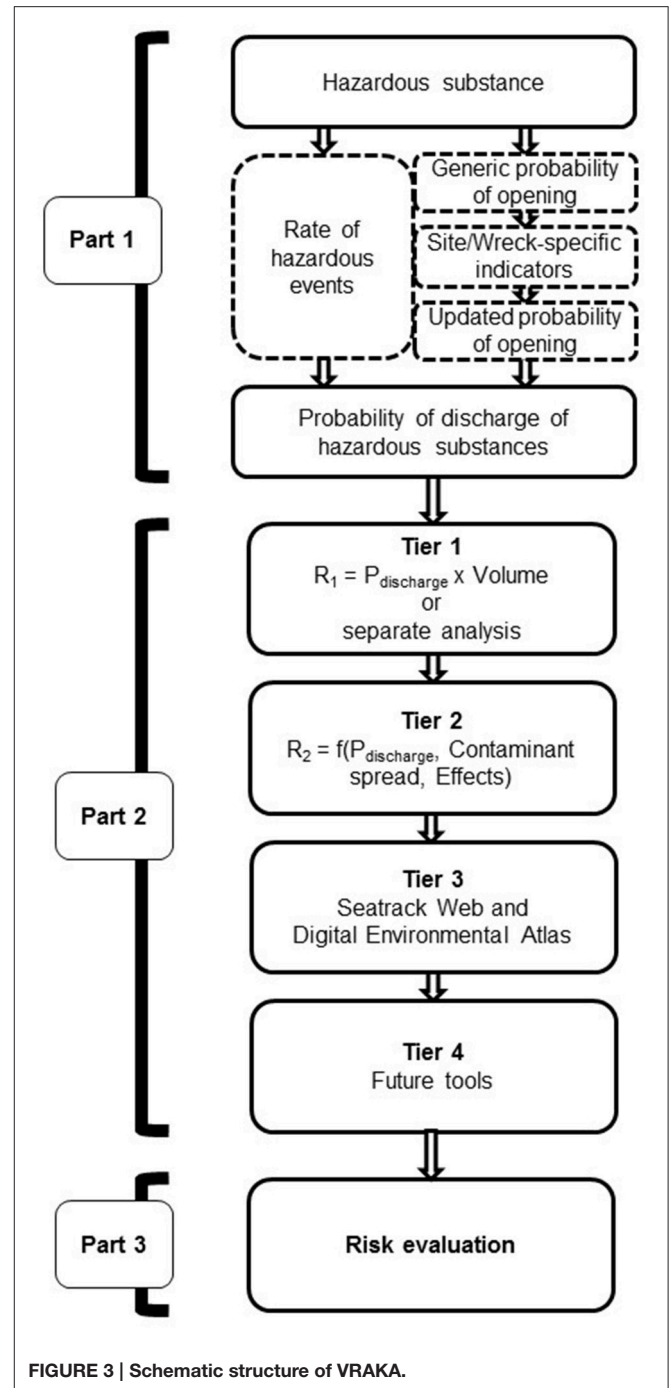 Hazardous substance
Part 1
Rate of
hazardous
events
Generic probability
of opening
Site/Wreck-specific
indicators
Updated probability
of opening
Probability of discharge of
hazardous substances
Part 2
Tier 1
R₁ = P_discharge x Volume
or
separate analysis
Tier 2
R₂ = f(P_discharge, Contaminant
spread, Effects)
Tier 3
Seatrack Web and
Digital Environmental Atlas
Tier 4
Future tools
Part 3
Risk evaluation
FIGURE 3 | Schematic structure of VRAKA.